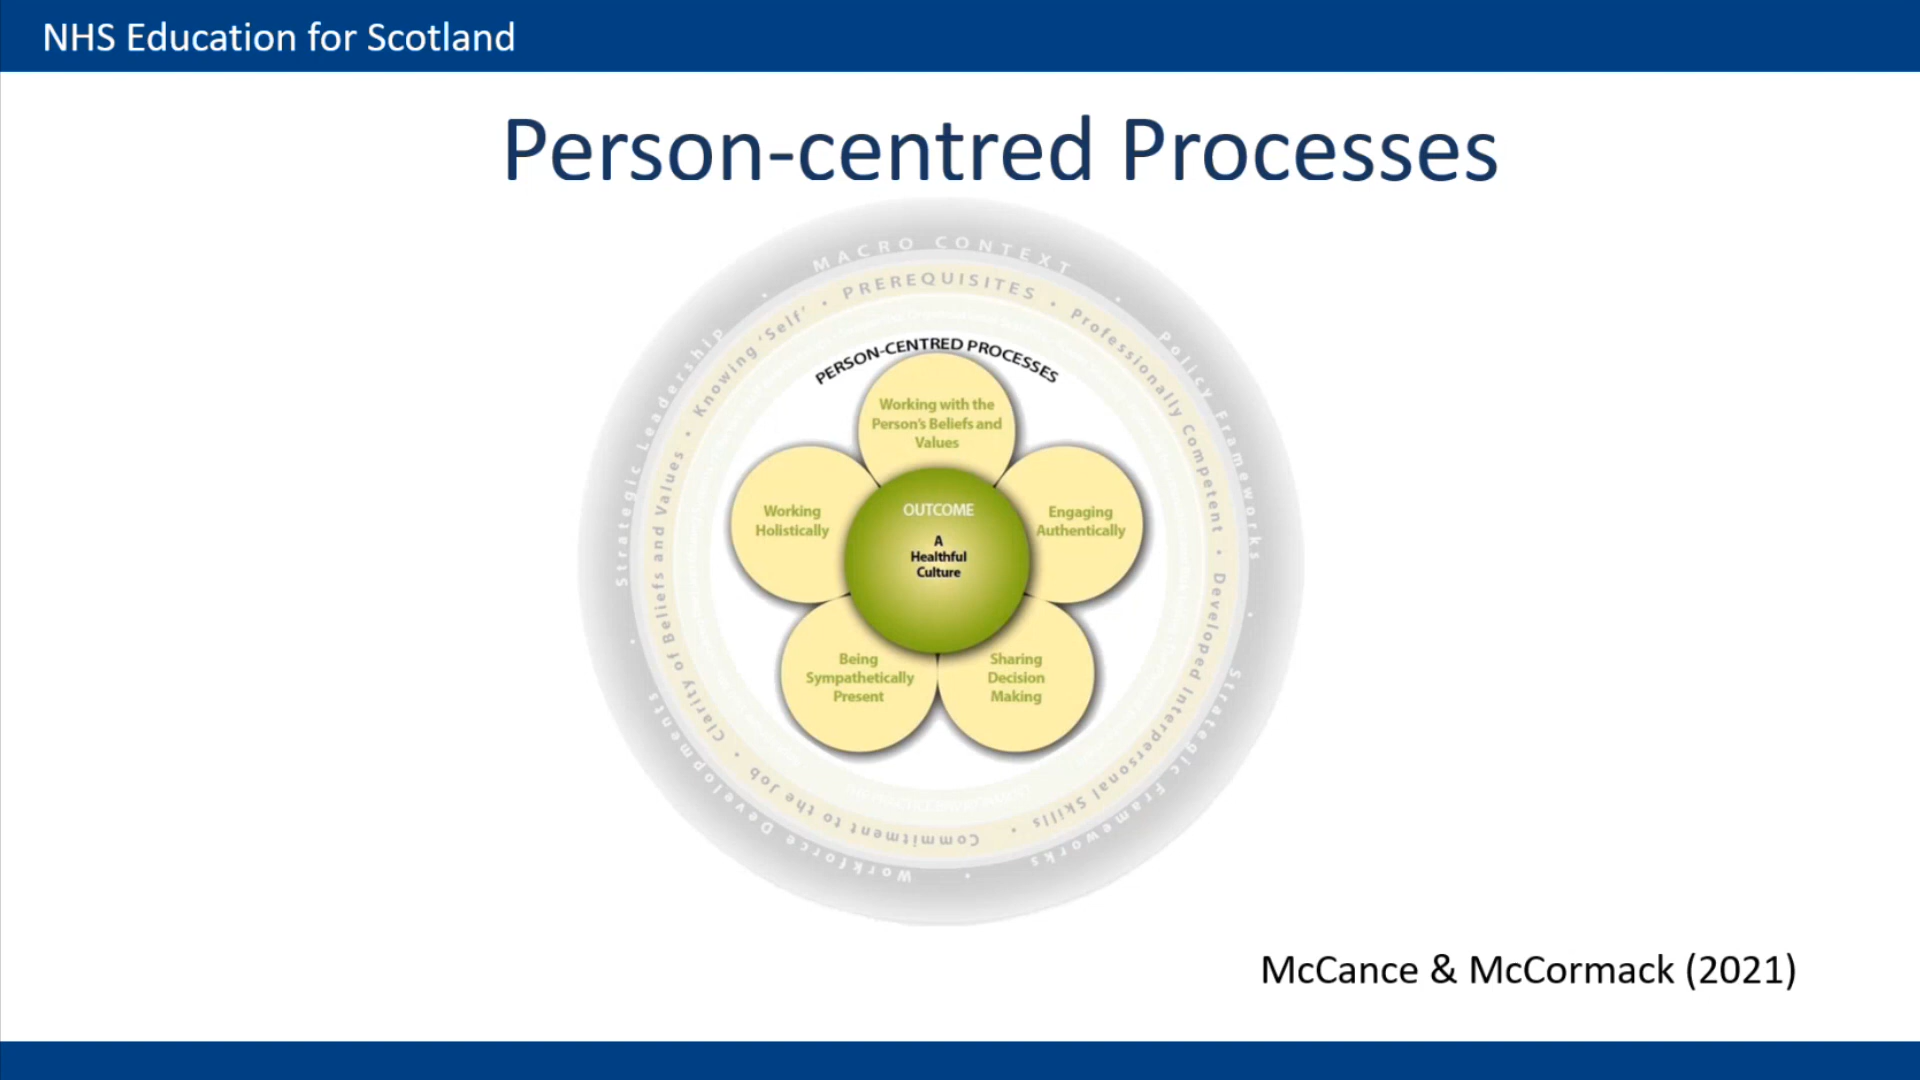 NHS Education for Scotland
Person-centred Processes
MACRO CONTEXT
Policy Frameworks
Strategic Frameworks
Workforce Developments
Strategic Leadership
PREREQUISITES
Professionally Competent
Developed Interpersonal Skills
Commitment to the Job
Clarity of Beliefs and Values
Knowing 'Self'
PERSON-CENTRED PROCESSES
Working with the
Person's Beliefs and
Values
Engaging
Authentically
Sharing
Decision
Making
Being
Sympathetically
Present
Working
Holistically
OUTCOME
A
Healthful
Culture
McCance & McCormack (2021)